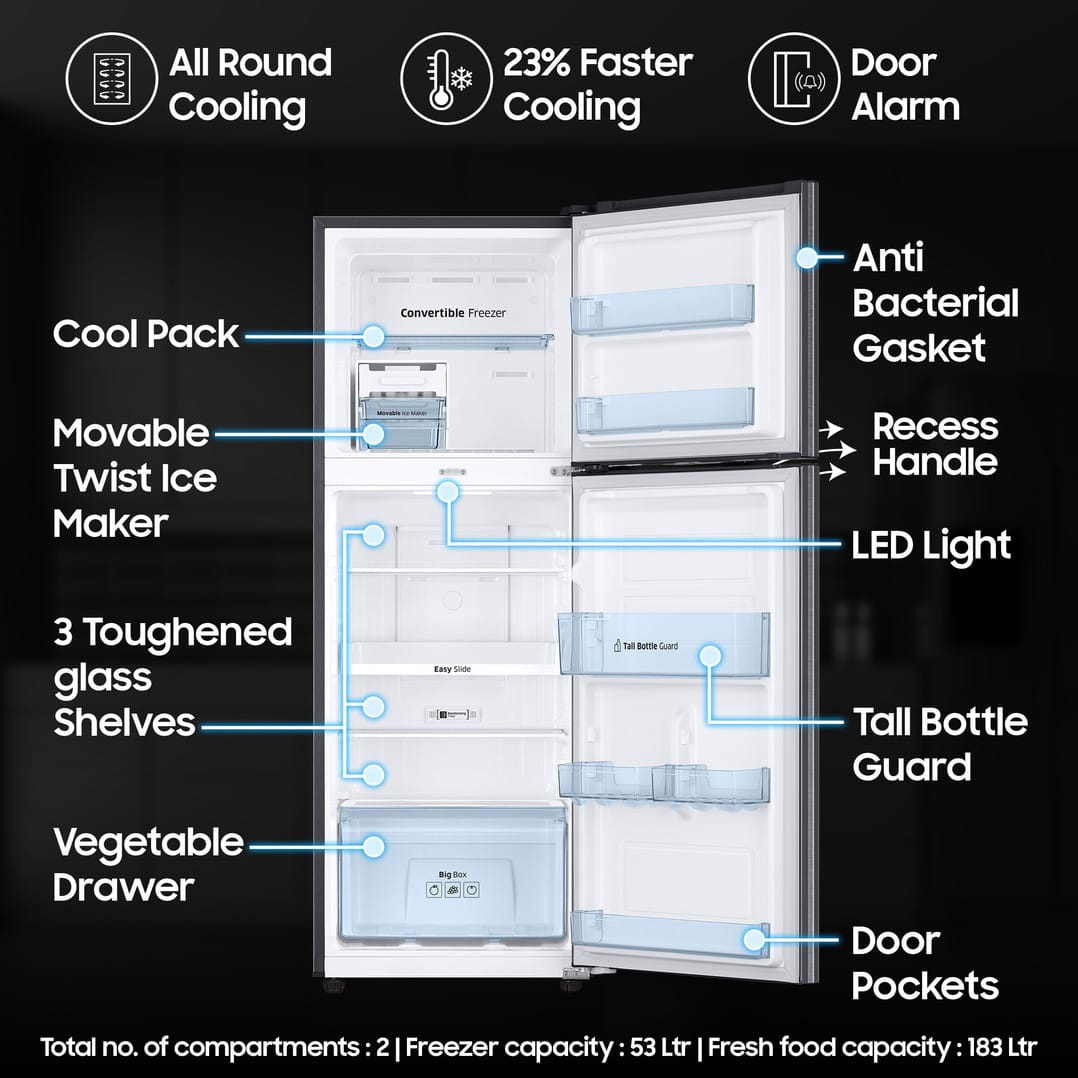 All Round
Cooling
23% Faster
Cooling
Door
Alarm
Anti
Bacterial
Gasket
Convertible Freezer
Cool Pack
Movable Ice Maker
Movable
Twist Ice
Maker
Recess
Handle
LED Light
3 Toughened
glass
Shelves
Tall Bottle Guard
Easy Slide
Deodorizing
Filter
Tall Bottle
Guard
Vegetable
Drawer
Big Box
Door
Pockets
Total no. of compartments : 2 | Freezer capacity : 53 Ltr | Fresh food capacity : 183 Ltr